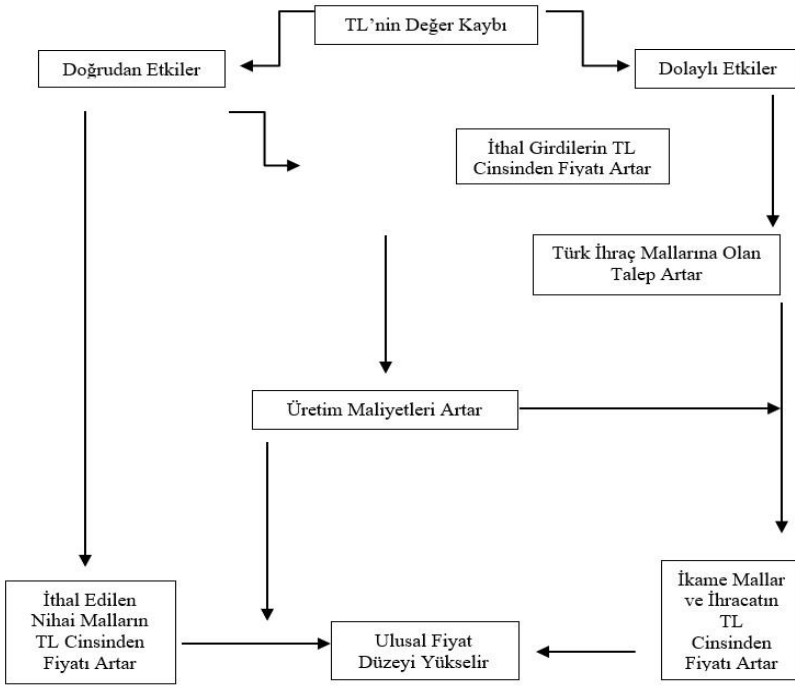 TL’nin Değer Kaybı
Doğrudan Etkiler
Dolaylı Etkiler
İthal Girdilerin TL
Cinsinden Fiyatı Artar
Türk İhraç Mallarına Olan
Talep Artar
Üretim Maliyetleri Artar
İthal Edilen
Nihai Malların
TL Cinsinden
Fiyatı Artar
Ulusal Fiyat
Düzeyi Yükselir
İkame Mallar
ve İhracatın
TL
Cinsinden
Fiyatı Artar